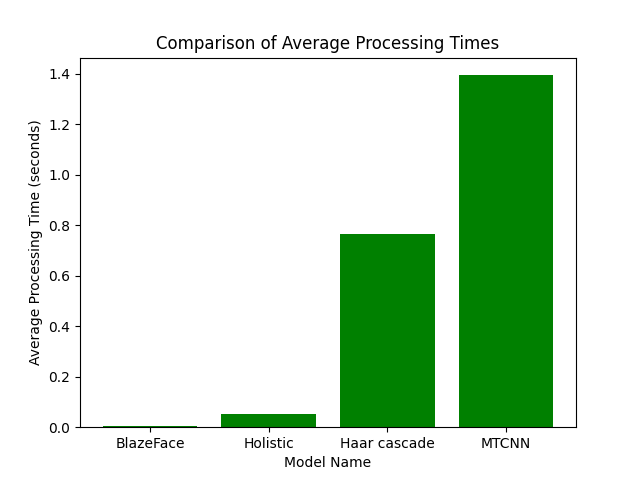 Comparison of Average Processing Times
Average Processing Time (seconds)
1.4
1.2
1.0
0.8
0.6
0.4
0.2
0.0
BlazeFace Holistic Haar cascade MTCNN
Model Name